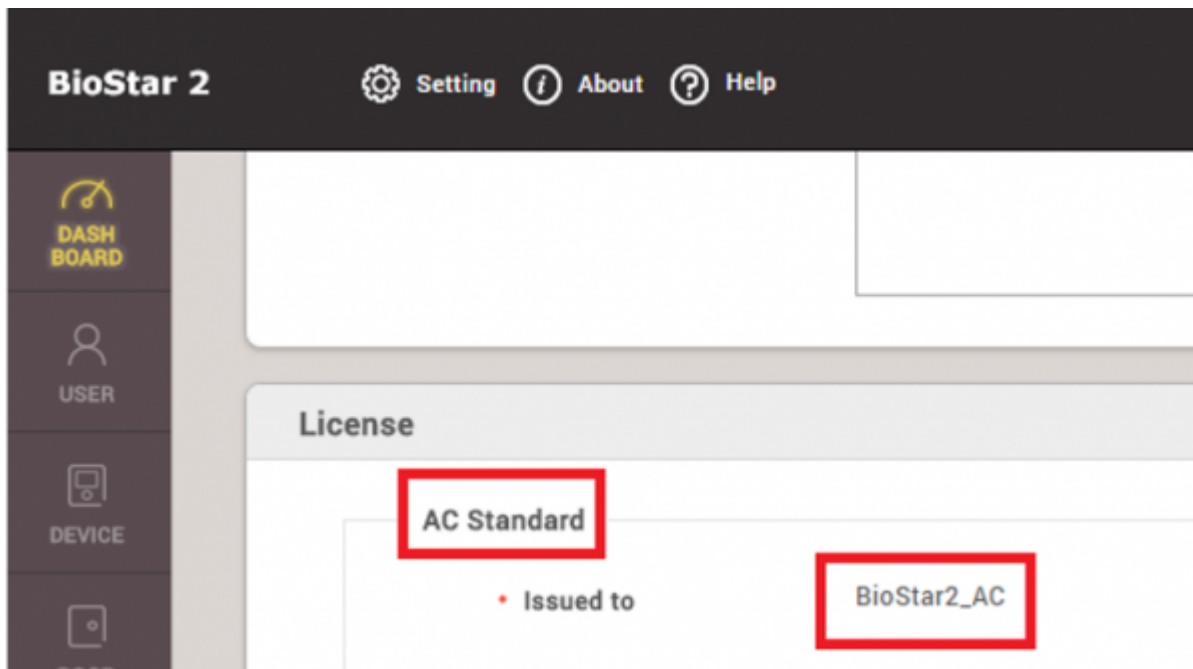 BioStar 2 Setting About Help
DASH
BOARD
USER
DEVICE
License
AC Standard
Issued to BioStar2_AC